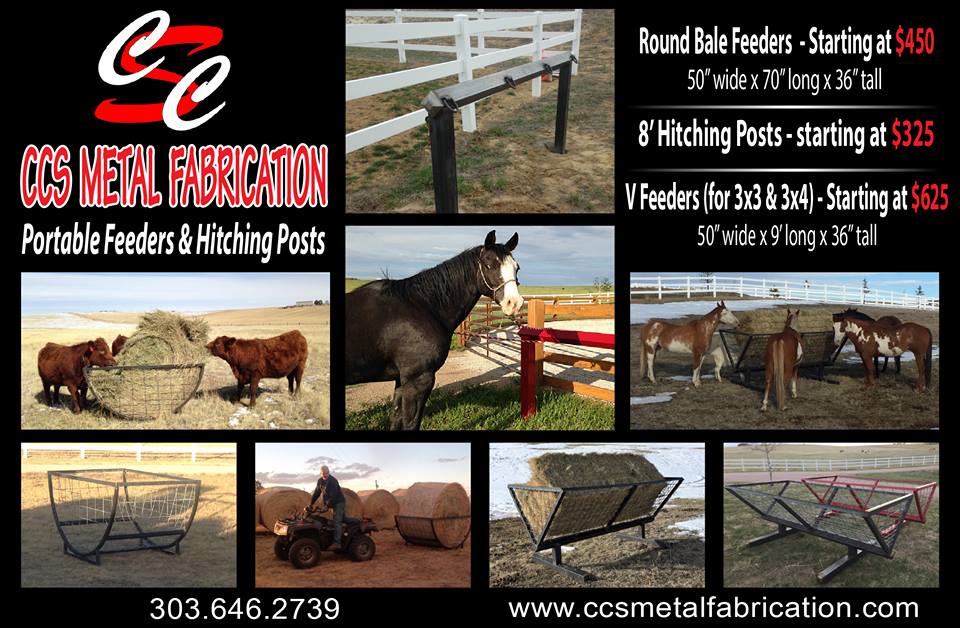 CSC
CCS METAL FABRICATION
Portable Feeders & Hitching Posts
Round Bale Feeders - Starting at $450
50” wide x 70” long x 36” tall
8’ Hitching Posts - starting at $325
V Feeders (for 3x3 & 3x4) - Starting at $625
50” wide x 9’ long x 36” tall
303.646.2739
www.ccsmetalfabrication.com